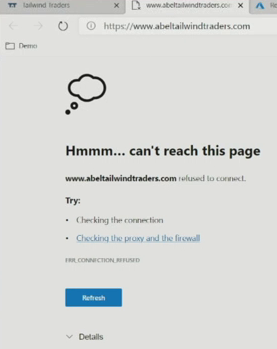 Tailwind Traders
www.abeltailwindtraders.com
https://www.abeltailwindtraders.com
Demo
Hmmm... can't reach this page
www.abeltailwindtraders.com refused to connect.
Try:
• Checking the connection
• Checking the proxy and the firewall
ERR_CONNECTION_REFUSED
Refresh
Details